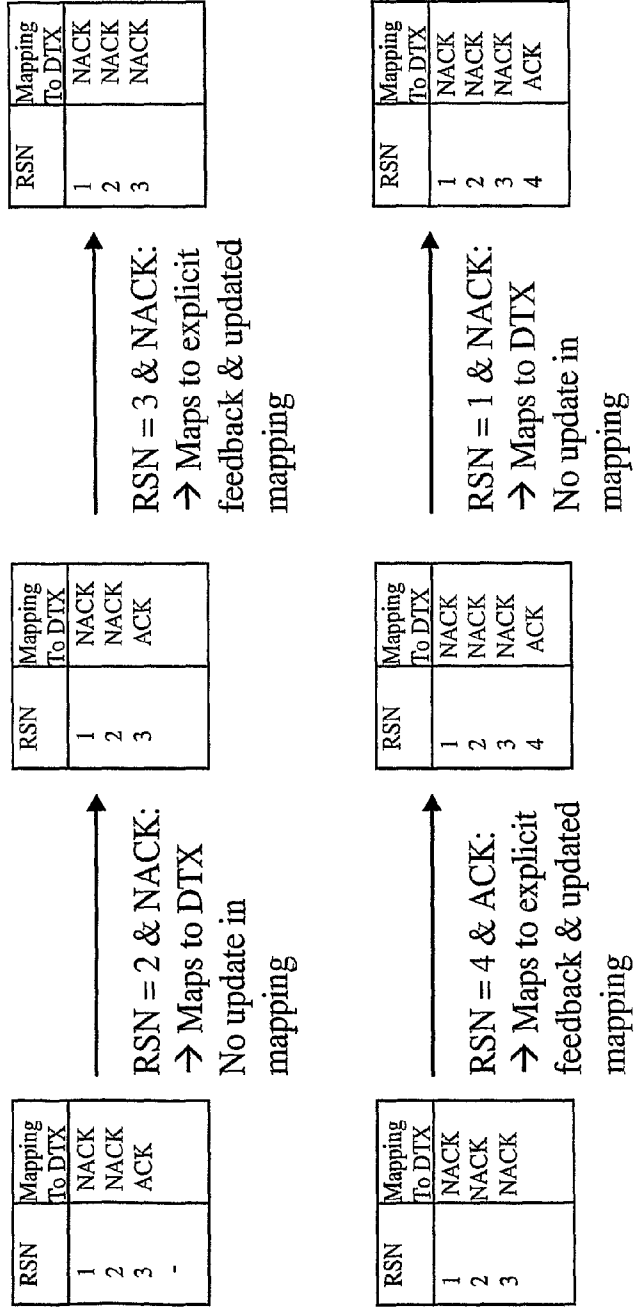 RSN Mapping To DTX
1 NACK
2 NACK
3 ACK
-
RSN = 2 & NACK:
→ Maps to DTX
No update in
mapping
RSN Mapping To DTX
1 NACK
2 NACK
3 ACK
RSN = 3 & NACK:
→ Maps to explicit
feedback & updated
mapping
RSN Mapping To DTX
1 NACK
2 NACK
3 NACK
RSN Mapping To DTX
1 NACK
2 NACK
3 NACK
RSN = 4 & ACK:
→ Maps to explicit
feedback & updated
mapping
RSN Mapping To DTX
1 NACK
2 NACK
3 NACK
4 ACK
RSN = 1 & NACK:
→ Maps to DTX
No update in
mapping
RSN Mapping To DTX
1 NACK
2 NACK
3 NACK
4 ACK